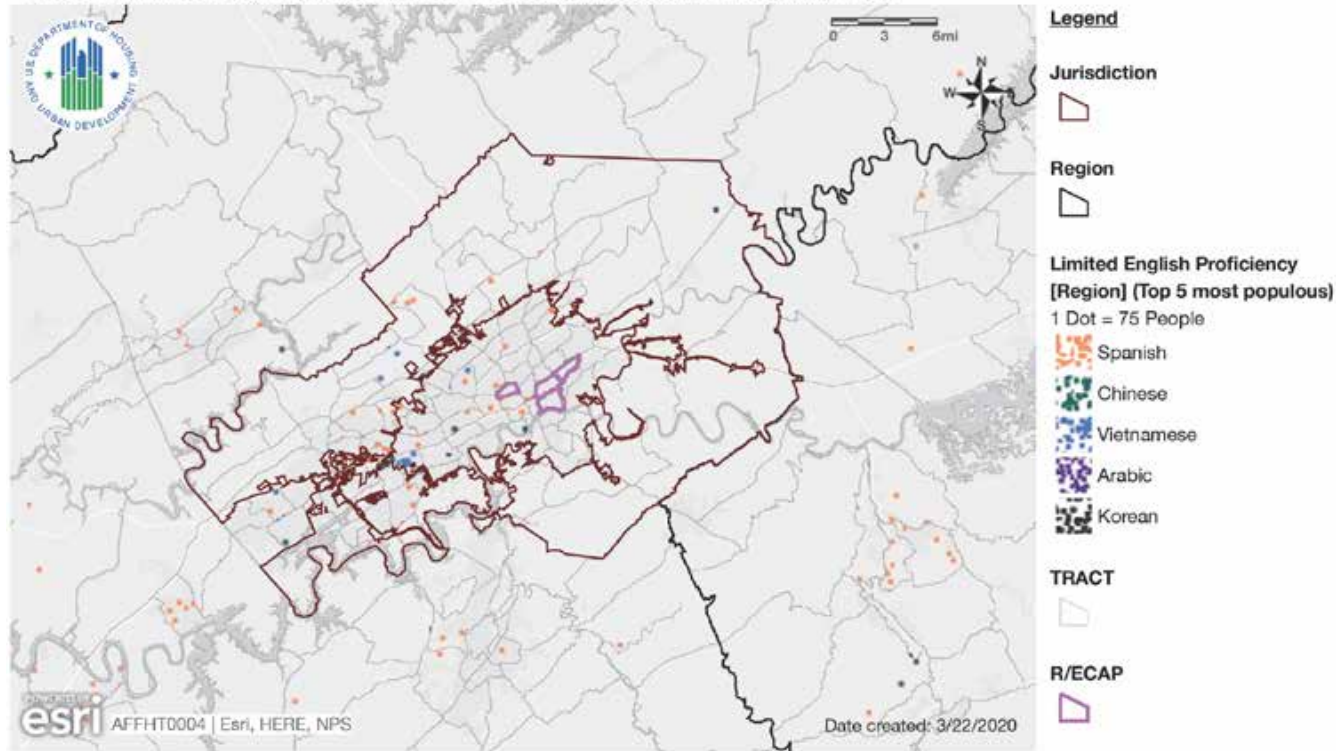 U.S. DEPARTMENT OF HOUSING
AND URBAN DEVELOPMENT
0 3 6mi
N
W E
S
Legend
Jurisdiction
Region
Limited English Proficiency
[Region] (Top 5 most populous)
1 Dot = 75 People
Spanish
Chinese
Vietnamese
Arabic
Korean
TRACT
R/ECAP
POWERED BY
esri AFFHT0004 | Esri, HERE, NPS
Date created: 3/22/2020